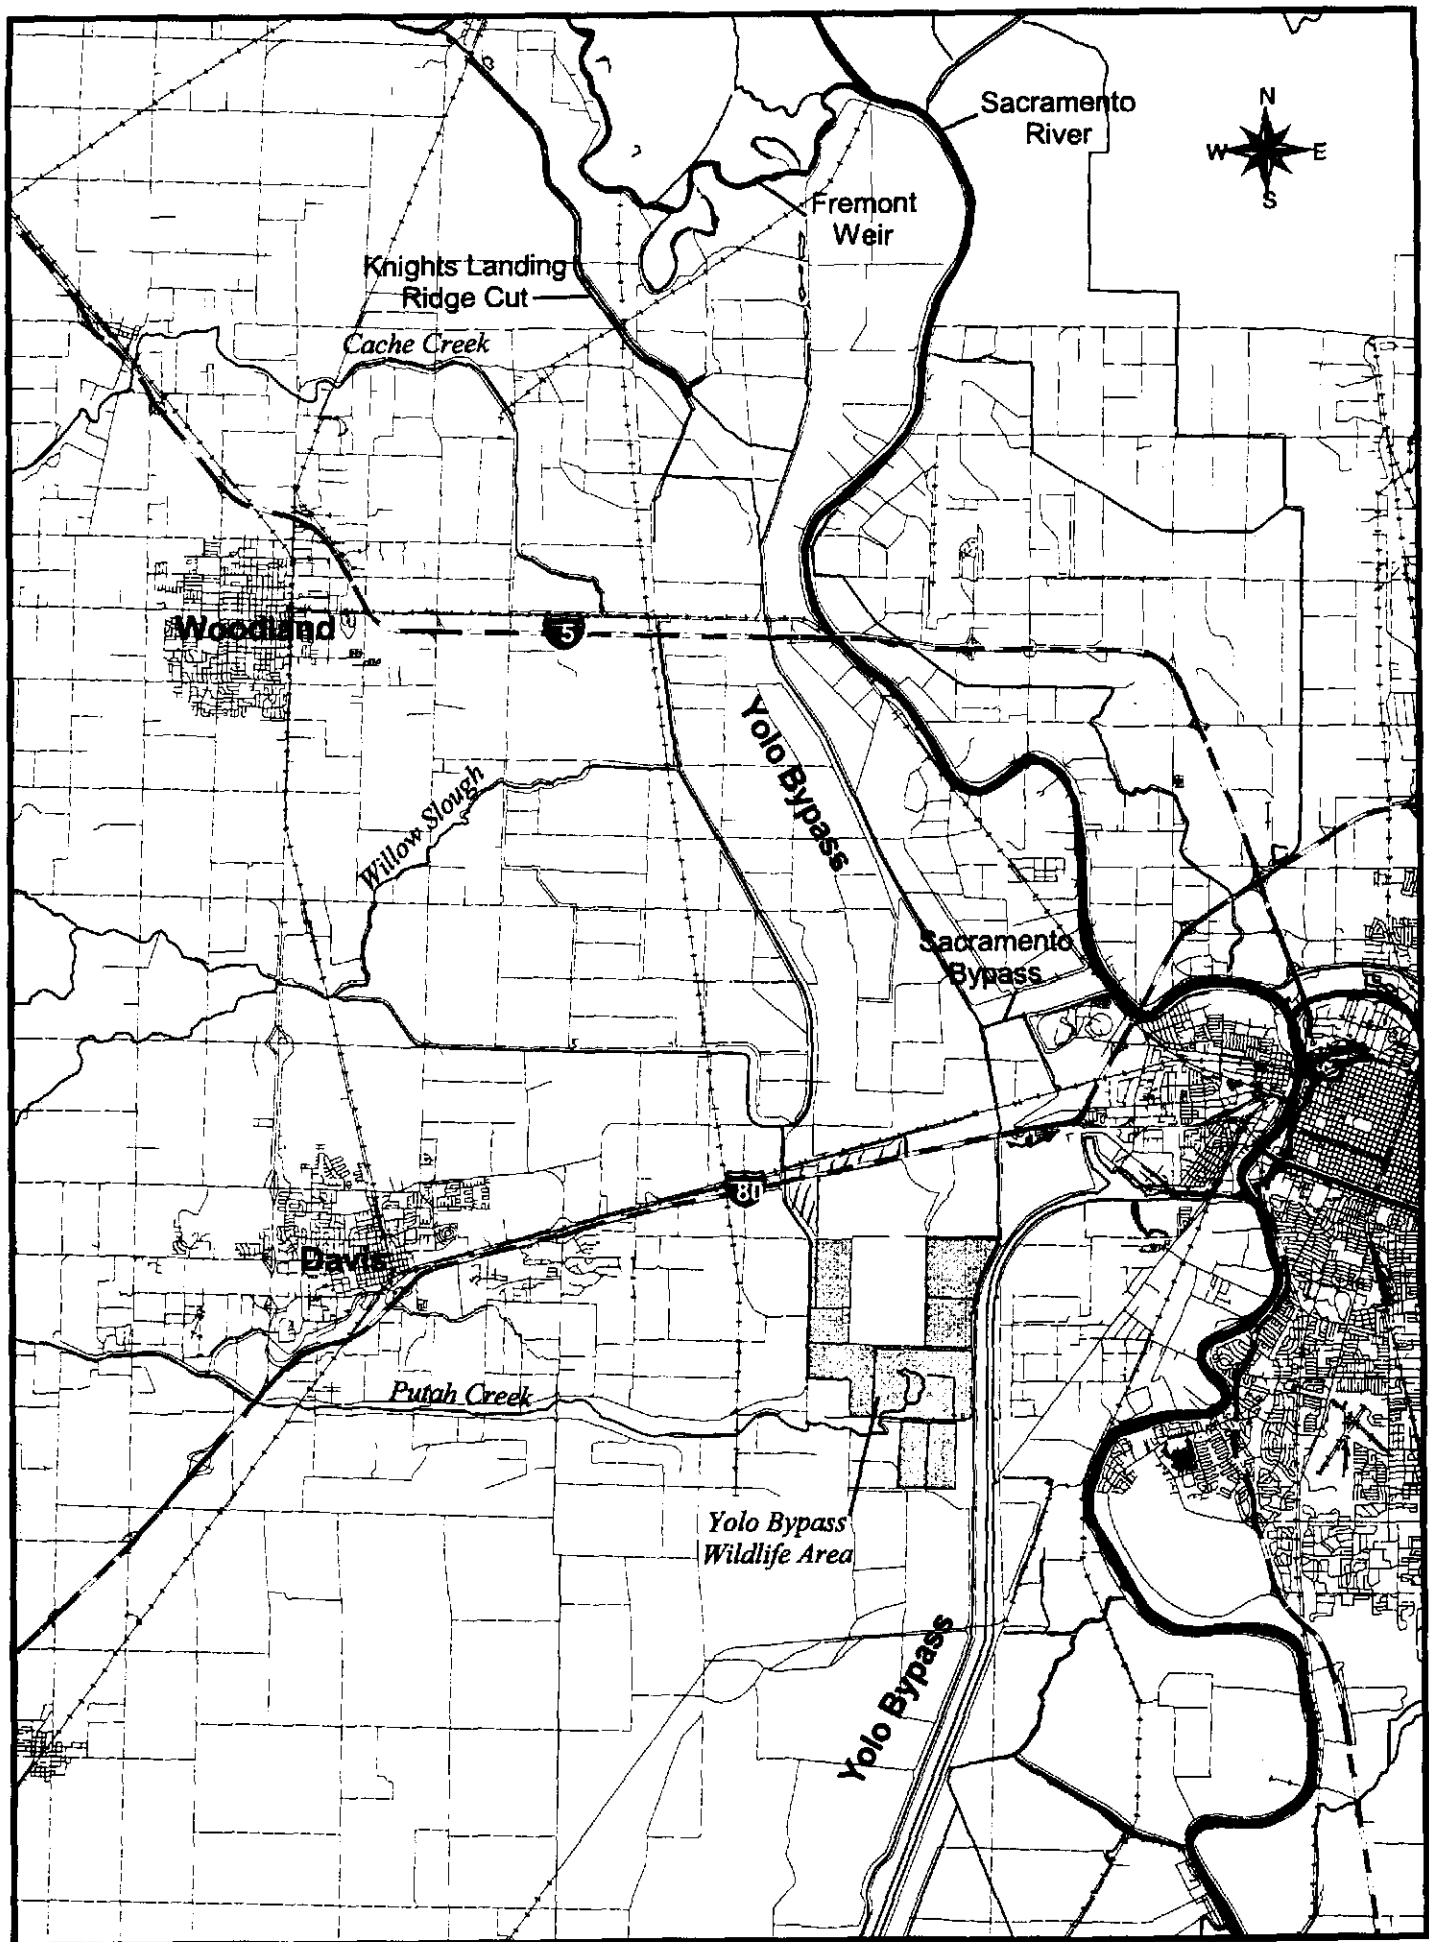 Sacramento
River
N
W E
S
Fremont
Weir
Knights Landing
Ridge Cut
Cache Creek
Woodland
5
Yolo Bypass
Willow Slough
Sacramento
Bypass
80
Davis
Putah Creek
Yolo Bypass
Wildlife Area
Yolo Bypass